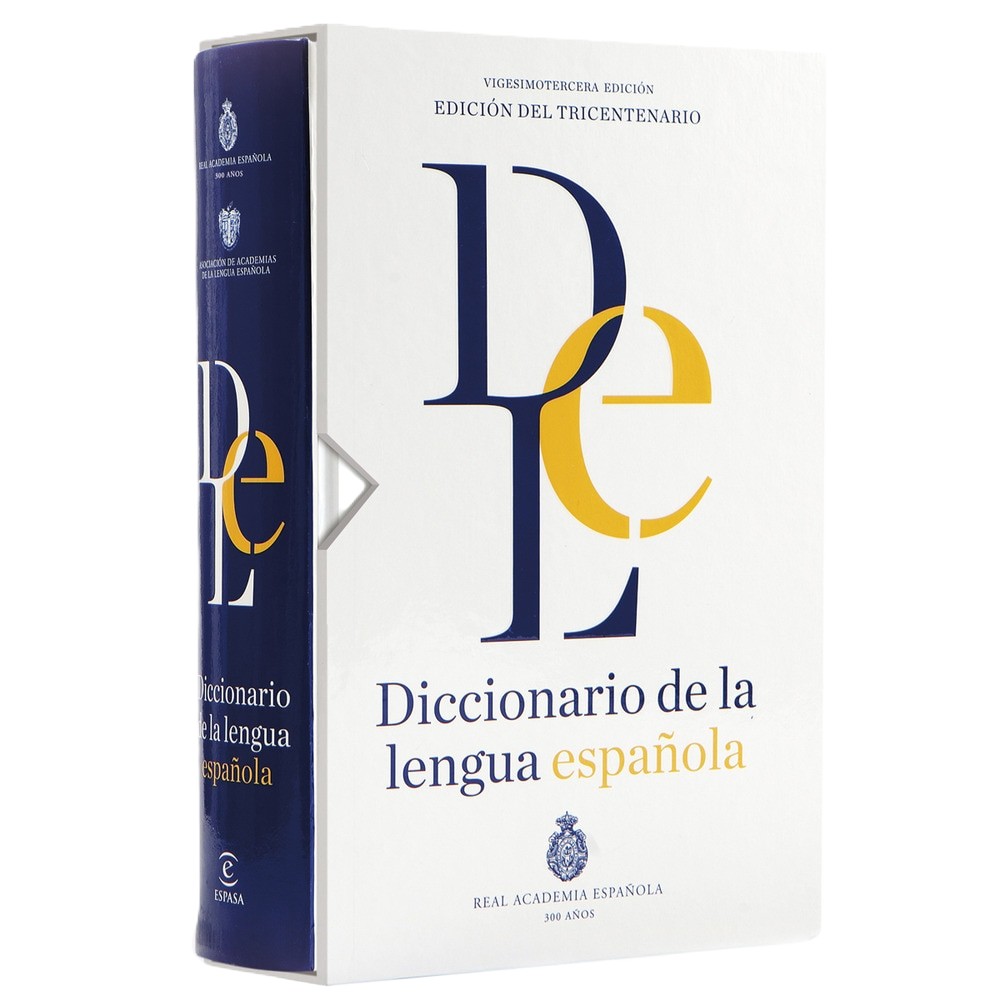 REAL ACADEMIA ESPAÑOLA
300 AÑOS
ASOCIACIÓN DE ACADEMIAS
DE LA LENGUA ESPAÑOLA
DLe
Diccionario
de la lengua
española
ESPASA
VIGESIMOTERCERA EDICIÓN
EDICIÓN DEL TRICENTENARIO
DLe
Diccionario de la
lengua española
REAL ACADEMIA ESPAÑOLA
300 AÑOS